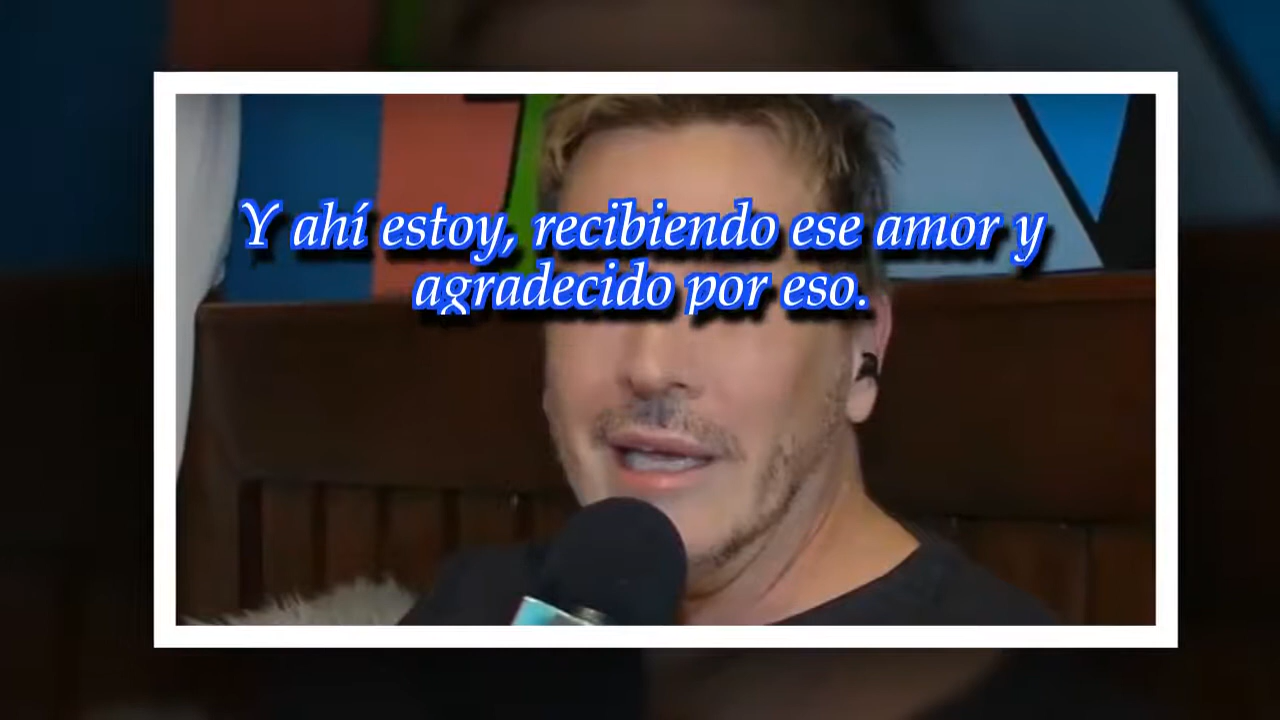 Y ahí estoy, recibiendo ese amor y
agradecido por eso.